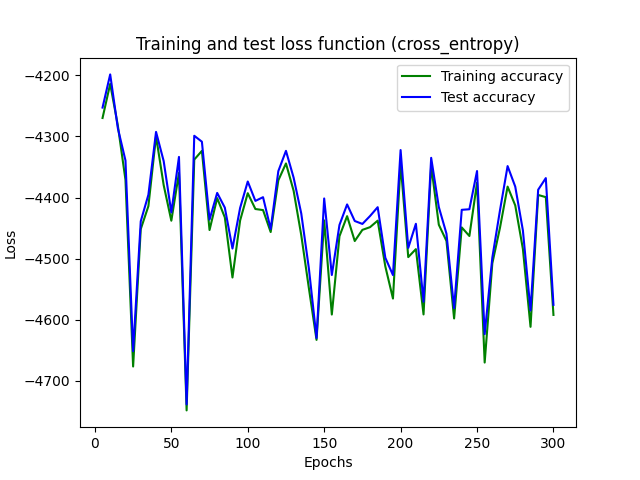 Training and test loss function (cross_entropy)
Training accuracy
Test accuracy
−4200
−4300
−4400
−4500
−4600
−4700
Loss
0 50 100 150 200 250 300
Epochs